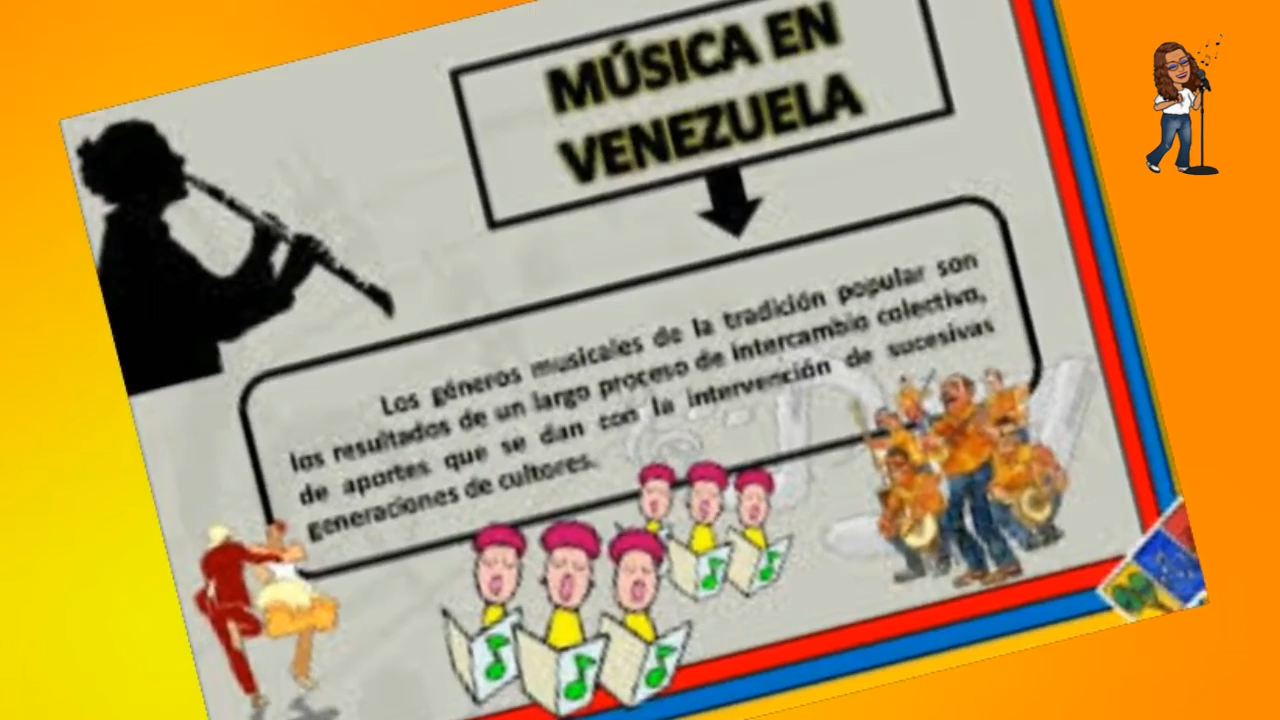 MÚSICA EN
VENEZUELA
Los géneros musicales de la tradición popular son
los resultados de un largo proceso de intercambio colectivo,
de aportes que se dan con la intervención de sucesivas
generaciones de cultores.